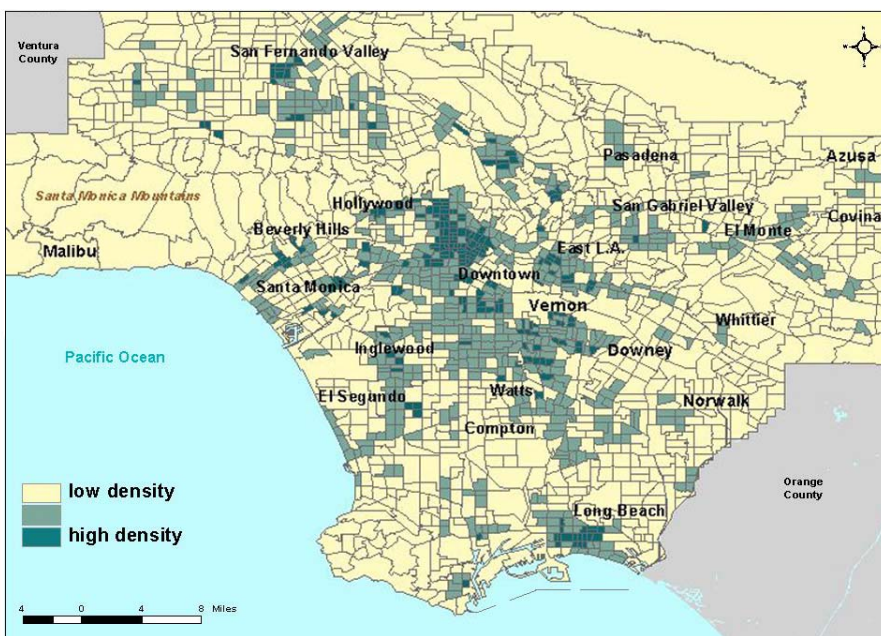 Ventura
County
San Fernando Valley
N
W
E
S
Pasadena
Azusa
Santa Monica Mountains
Hollywood
San Gabriel Valley
Covina
Beverly Hills
El Monte
Malibu
East L.A.
Downtown
Santa Monica
Vernon
Whittier
Pacific Ocean
Inglewood
Downey
El Segundo
Watts
Norwalk
Compton
low density
Orange
County
Long Beach
high density
4 0 4 8 Miles